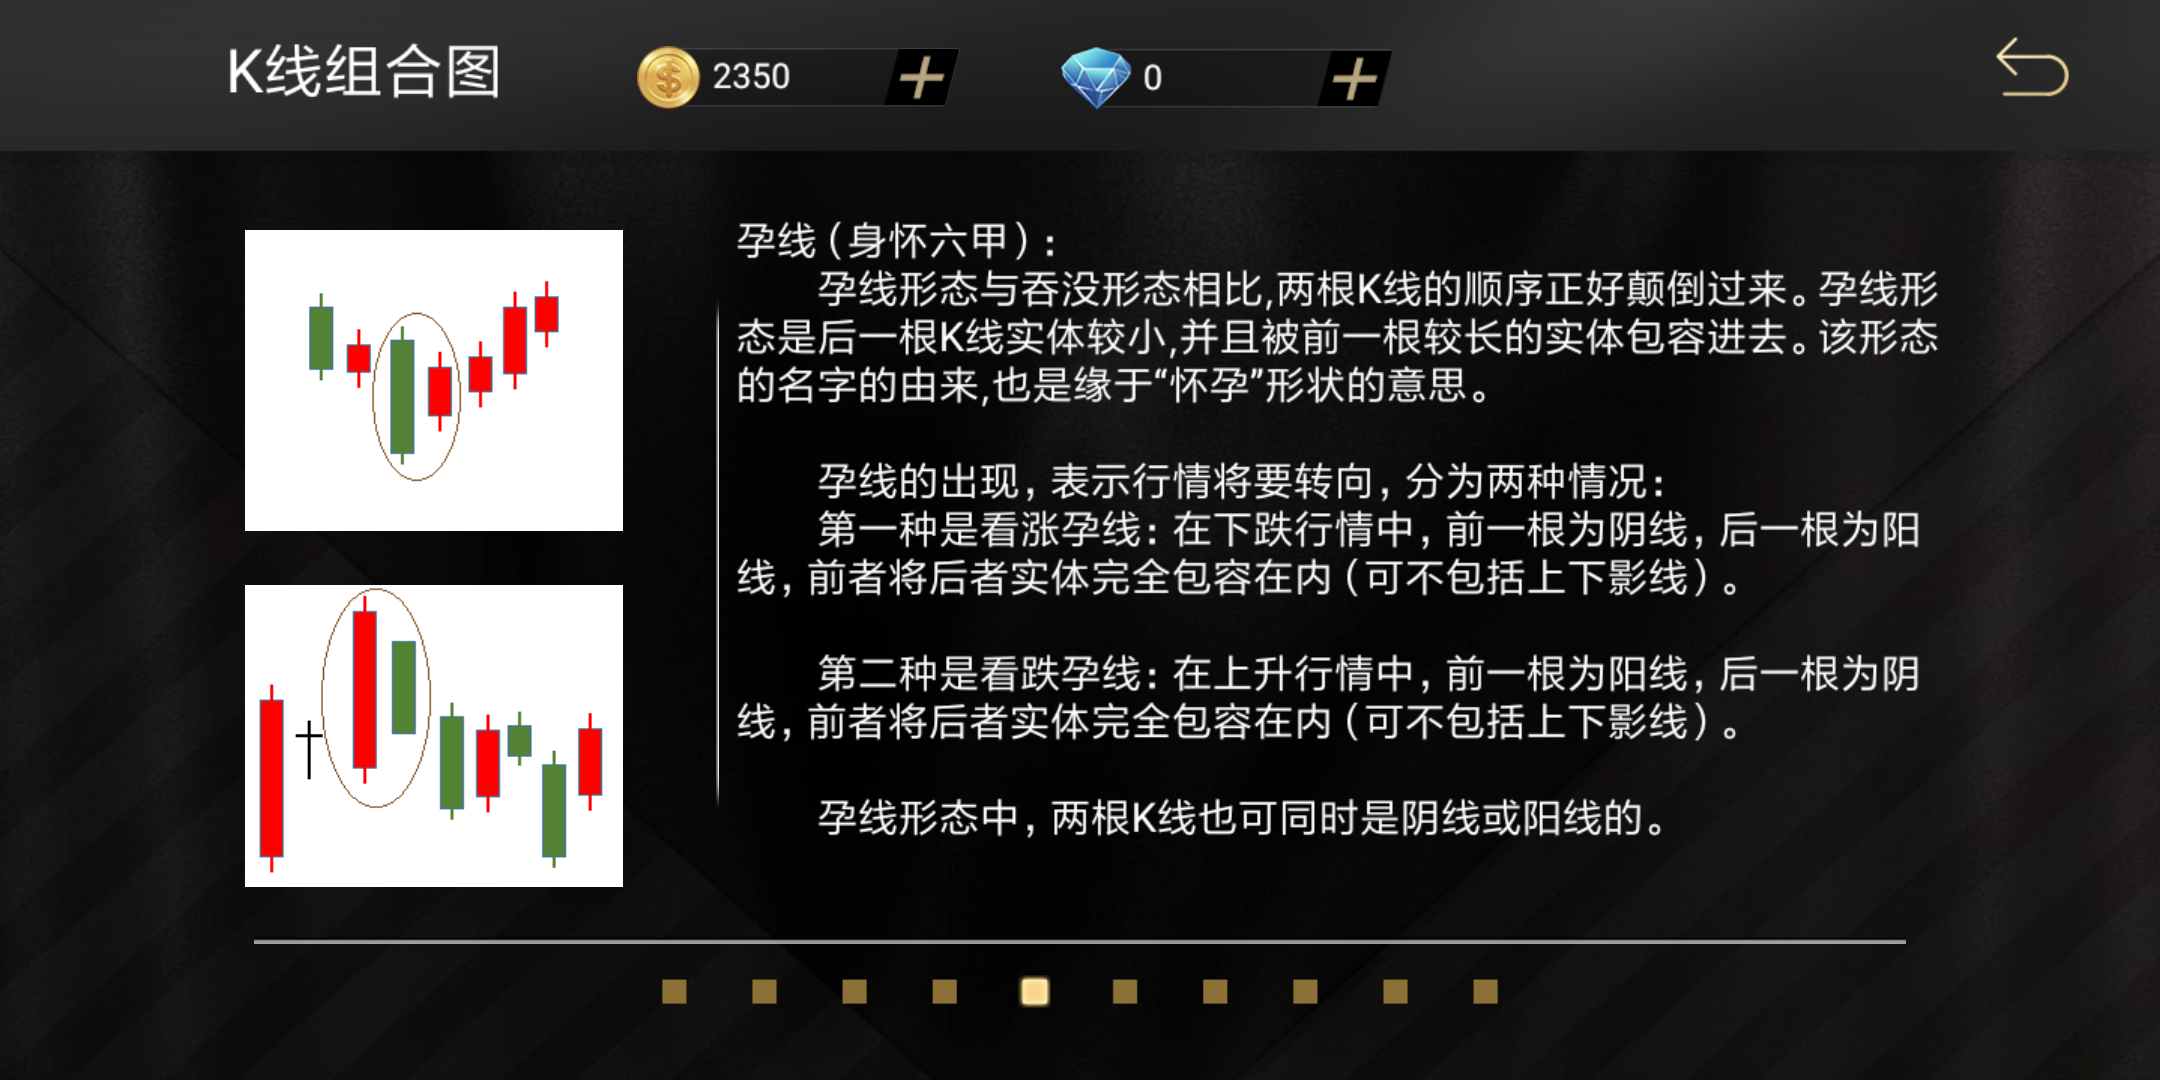 K线组合图
2350
0
孕线（身怀六甲）:
孕线形态与吞没形态相比,两根K线的顺序正好颠倒过来。孕线形
态是后一根K线实体较小,并且被前一根较长的实体包容进去。该形态
的名字的由来,也是缘于“怀孕”形状的意思。
孕线的出现，表示行情将要转向，分为两种情况：
第一种是看涨孕线：在下跌行情中，前一根为阴线，后一根为阳
线，前者将后者实体完全包容在内（可不包括上下影线）。
第二种是看跌孕线：在上升行情中，前一根为阳线，后一根为阴
线，前者将后者实体完全包容在内（可不包括上下影线）。
孕线形态中，两根K线也可同时是阴线或阳线的。